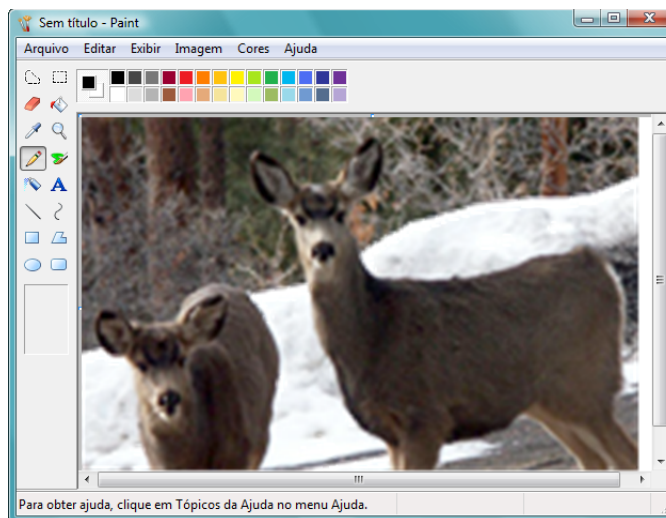 Sem título - Paint
Arquivo Editar Exibir Imagem Cores Ajuda
A
Para obter ajuda, clique em Tópicos da Ajuda no menu Ajuda.